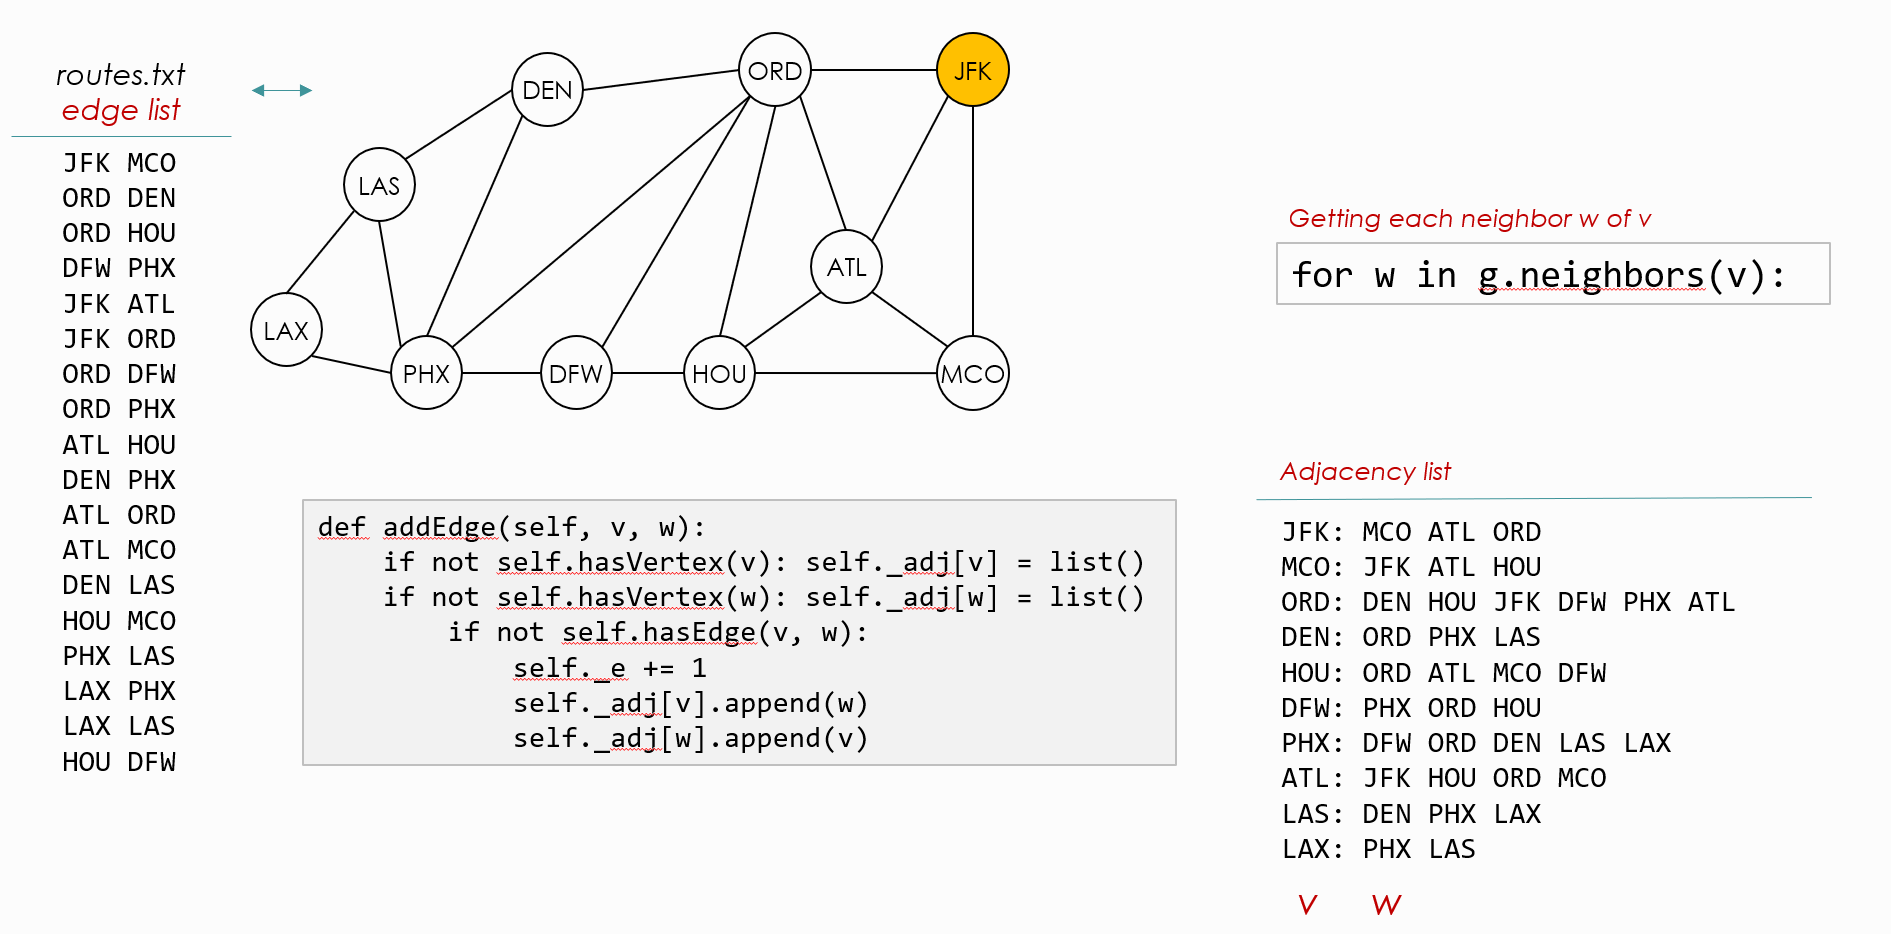 routes.txt
edge list
JFK MCO
ORD DEN
ORD HOU
DFW PHX
JFK ATL
JFK ORD
ORD DFW
ORD PHX
ATL HOU
DEN PHX
ATL ORD
ATL MCO
DEN LAS
HOU MCO
PHX LAS
LAX PHX
LAX LAS
HOU DFW
ORD
JFK
DEN
LAS
ATL
LAX
PHX
DFW
HOU
MCO
def addEdge(self, v, w):
    if not self.hasVertex(v): self._adj[v] = list()
    if not self.hasVertex(w): self._adj[w] = list()
        if not self.hasEdge(v, w):
            self._e += 1
            self._adj[v].append(w)
            self._adj[w].append(v)
Getting each neighbor w of v
for w in g.neighbors(v):
Adjacency list
JFK: MCO ATL ORD
MCO: JFK ATL HOU
ORD: DEN HOU JFK DFW PHX ATL
DEN: ORD PHX LAS
HOU: ORD ATL MCO DFW
DFW: PHX ORD HOU
PHX: DFW ORD DEN LAS LAX
ATL: JFK HOU ORD MCO
LAS: DEN PHX LAX
LAX: PHX LAS
v w